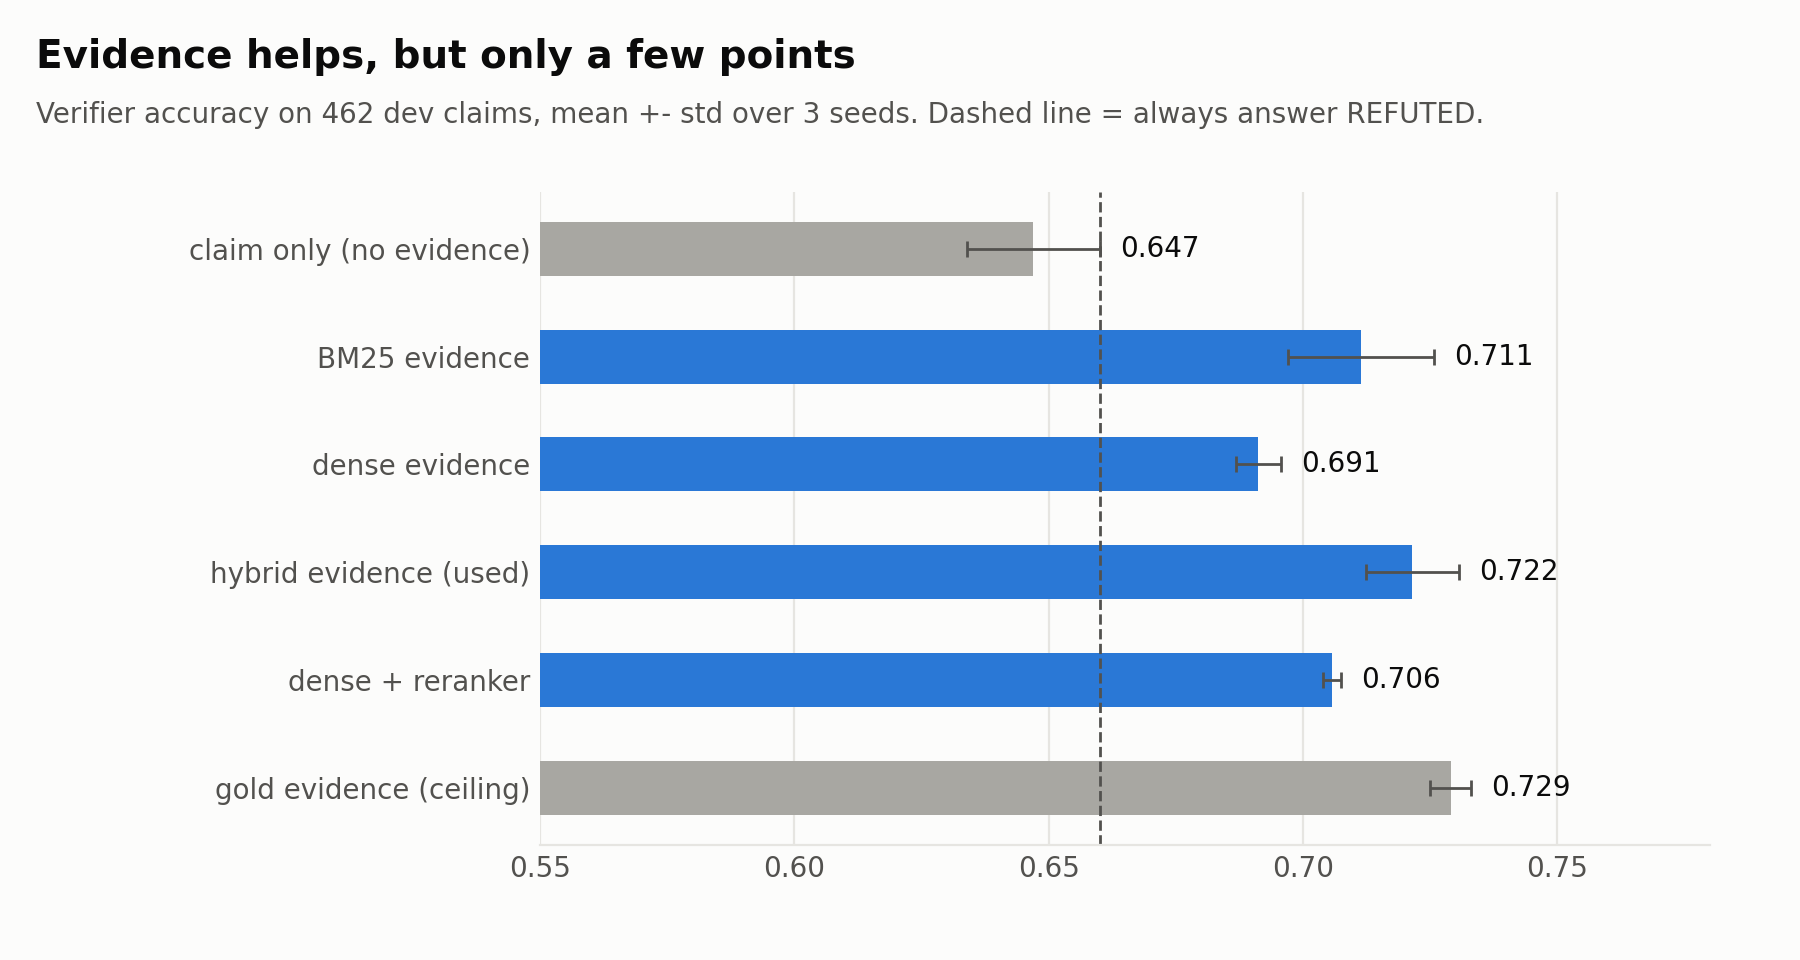 Evidence helps, but only a few points
Verifier accuracy on 462 dev claims, mean +- std over 3 seeds. Dashed line = always answer REFUTED.
claim only (no evidence) 0.647
BM25 evidence 0.711
dense evidence 0.691
hybrid evidence (used) 0.722
dense + reranker 0.706
gold evidence (ceiling) 0.729
0.55 0.60 0.65 0.70 0.75